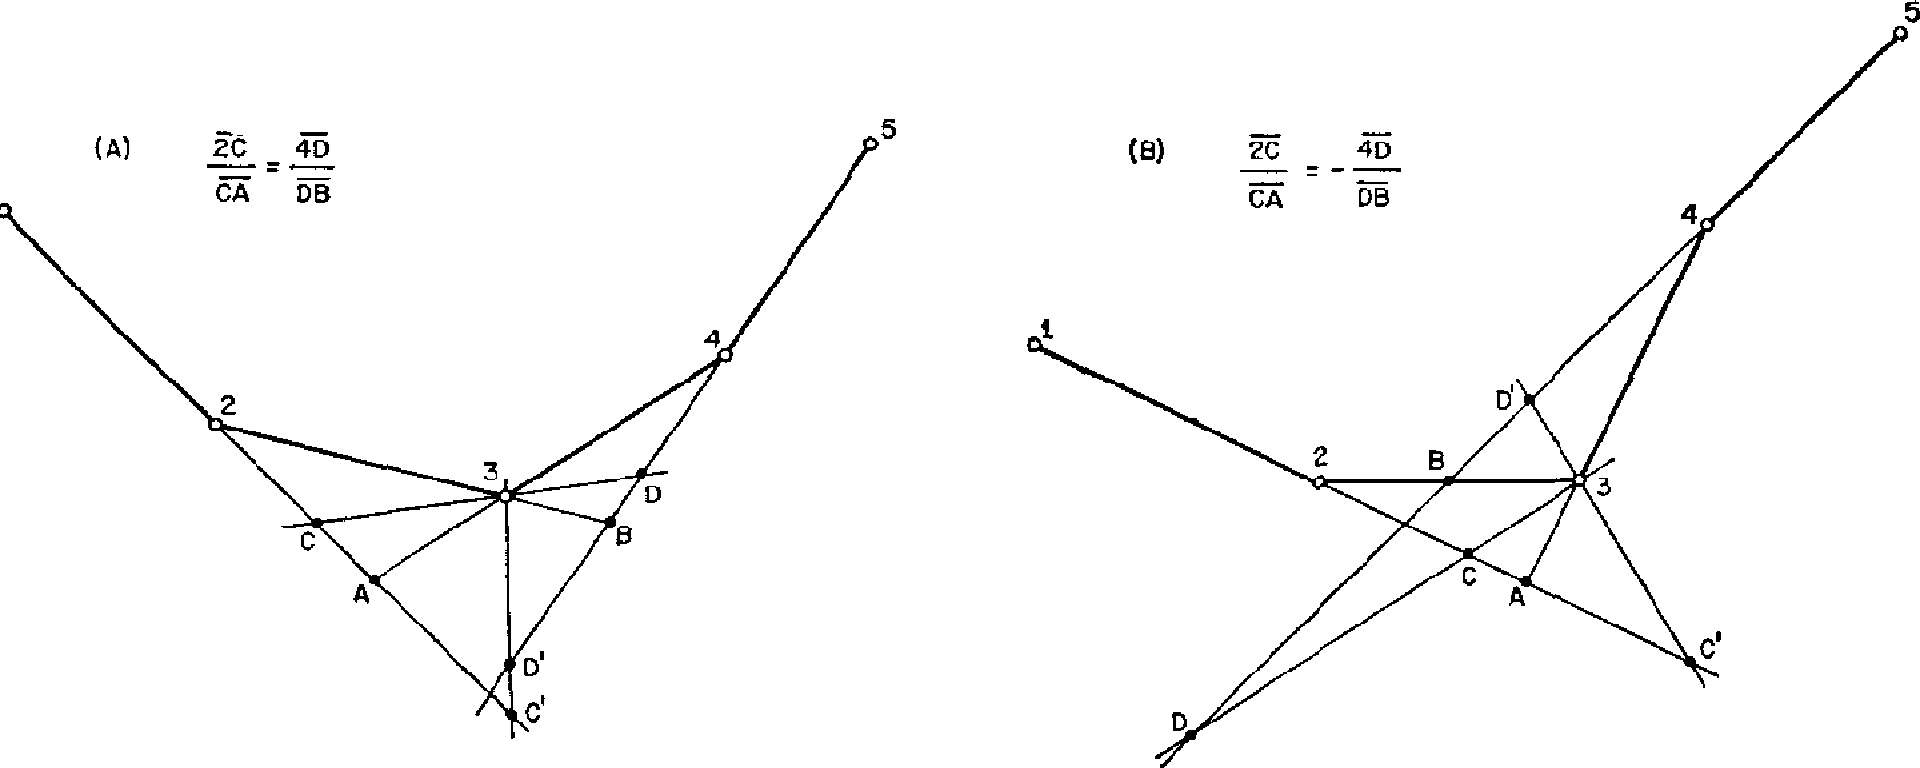 5
(A) 2C/CA = 4D/DB
5
(B) 2C/CA = - 4D/DB
4
1
4
D'
2
2
B
3
3
D
C
B
C
A
A
D'
C'
C'
D